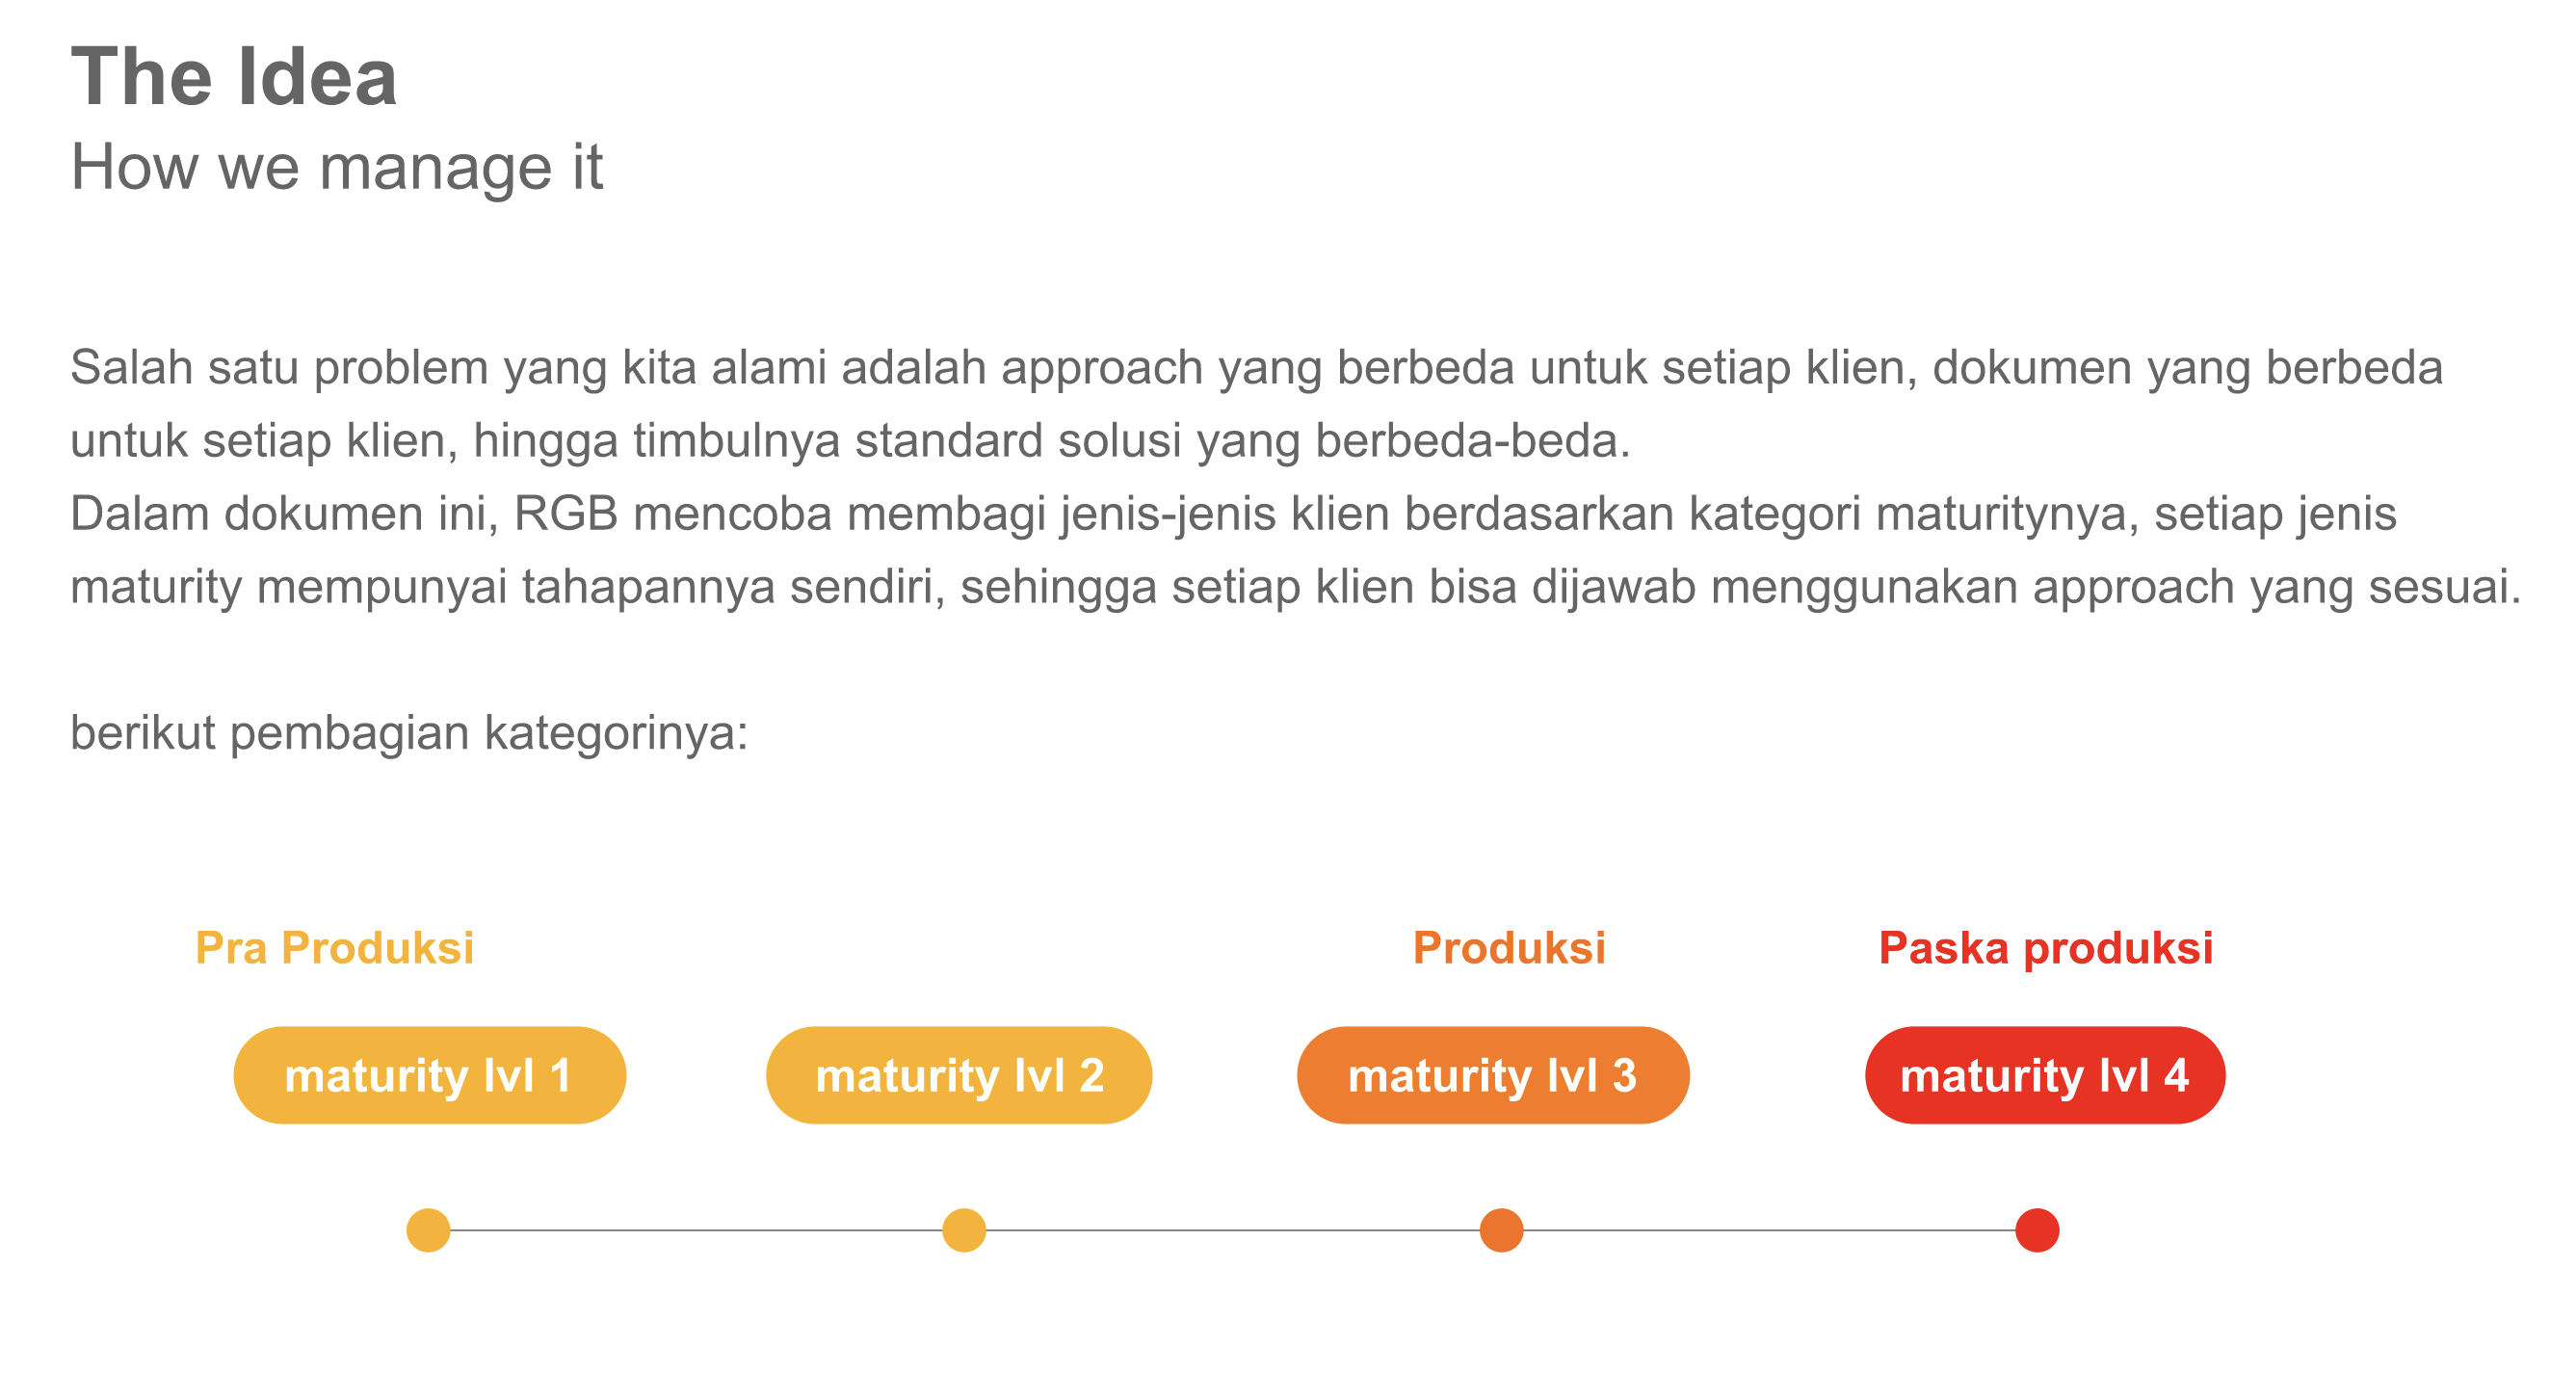 The Idea
How we manage it
Salah satu problem yang kita alami adalah approach yang berbeda untuk setiap klien, dokumen yang berbeda
untuk setiap klien, hingga timbulnya standard solusi yang berbeda-beda.
Dalam dokumen ini, RGB mencoba membagi jenis-jenis klien berdasarkan kategori maturitynya, setiap jenis
maturity mempunyai tahapannya sendiri, sehingga setiap klien bisa dijawab menggunakan approach yang sesuai.
berikut pembagian kategorinya:
Pra Produksi
Produksi
Paska produksi
maturity lvl 1
maturity lvl 2
maturity lvl 3
maturity lvl 4